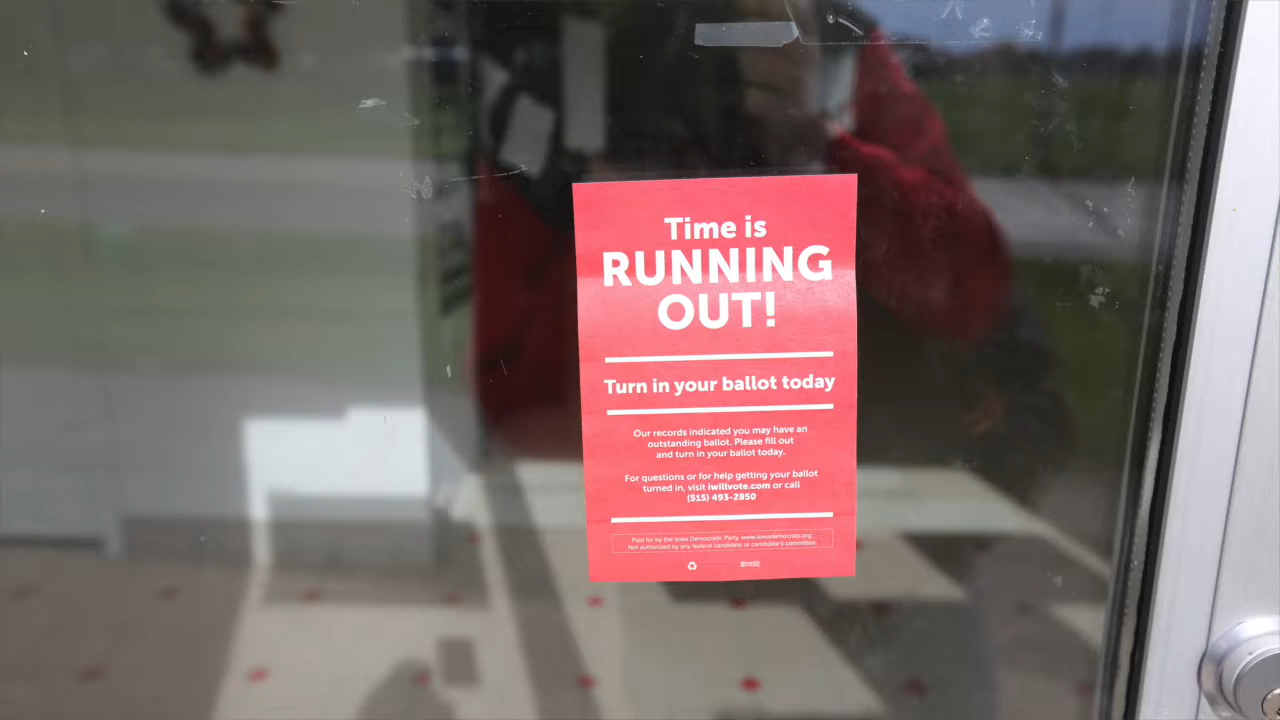 Time is
RUNNING
OUT!
Turn in your ballot today
Our records indicated you may have an
outstanding ballot. Please fill out
and turn in your ballot today.
For questions or for help getting your ballot
turned in, visit iwillvote.com or call
(515) 493-2850
Paid for by the Iowa Democratic Party, www.iowademocrats.org
Not authorized by any federal candidate or candidate's committee